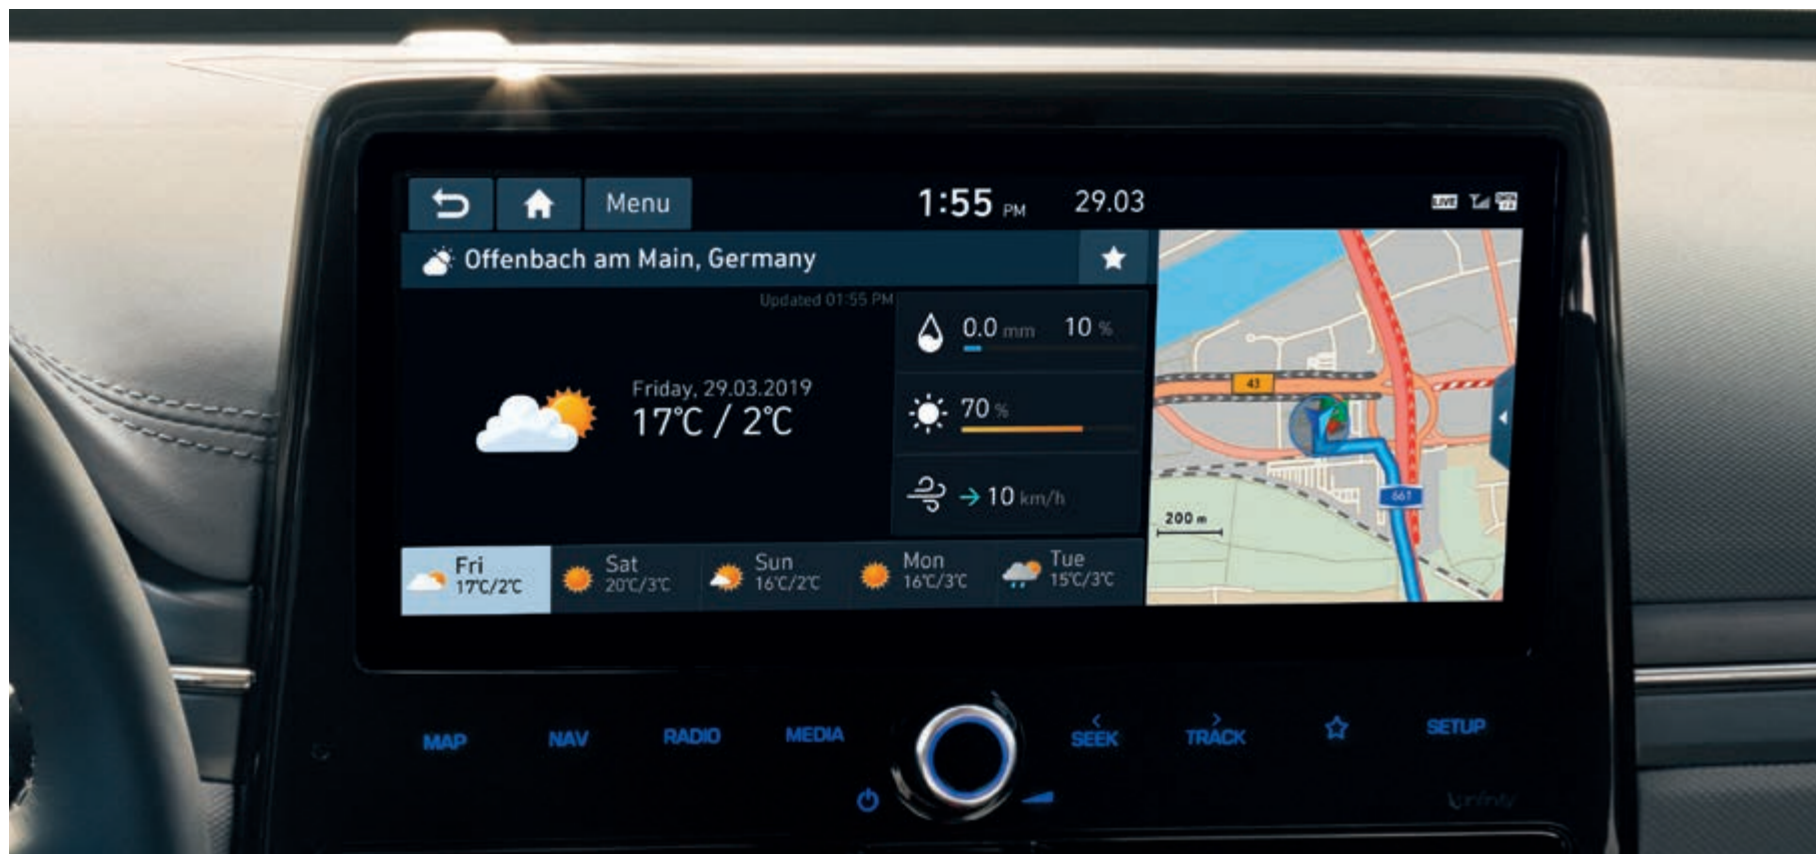 Menu
1:55 PM
29.03
LIVE
Offenbach am Main, Germany
Updated 01:55 PM
0.0 mm 10 %
Friday, 29.03.2019
17°C / 2°C
70 %
10 km/h
Fri
17°C/2°C
Sat
20°C/3°C
Sun
16°C/2°C
Mon
16°C/3°C
Tue
15°C/3°C
43
661
200 m
MAP
NAV
RADIO
MEDIA
SEEK
TRACK
SETUP